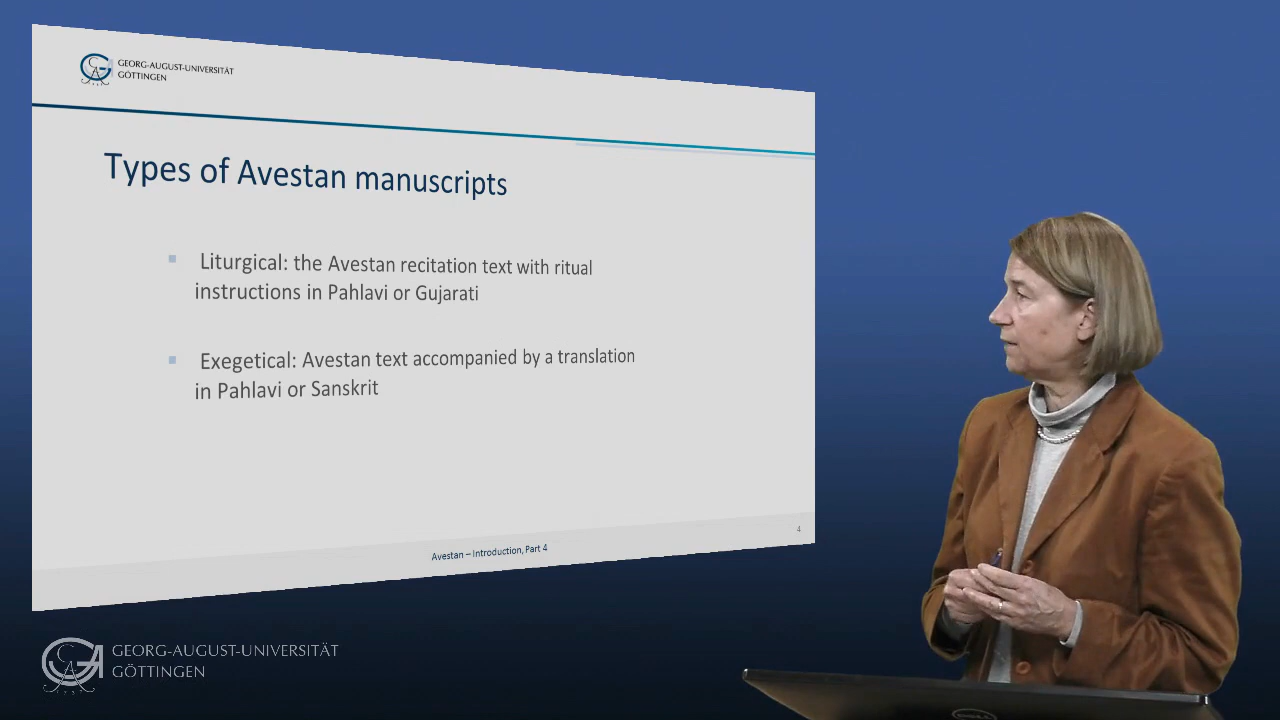 GEORG-AUGUST-UNIVERSITÄT
GÖTTINGEN
Types of Avestan manuscripts
Liturgical: the Avestan recitation text with ritual
instructions in Pahlavi or Gujarati
Exegetical: Avestan text accompanied by a translation
in Pahlavi or Sanskrit
4
Avestan – Introduction, Part 4
GEORG-AUGUST-UNIVERSITÄT
GÖTTINGEN